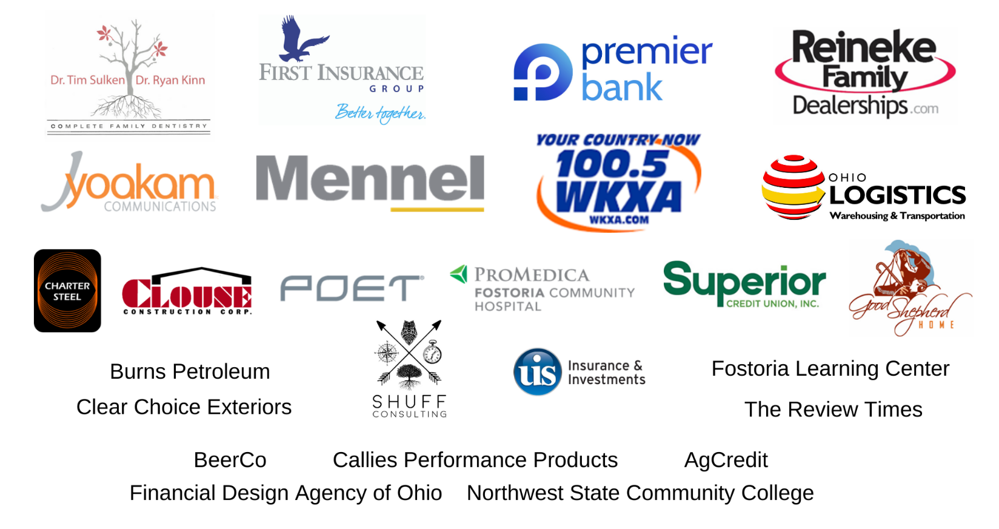 Dr. Tim Sulken Dr. Ryan Kinn
COMPLETE FAMILY DENTISTRY
FIRST INSURANCE
GROUP
Better together.
premier
bank
Reineke
Family
Dealerships.com
yoakam
COMMUNICATIONS
Mennel
YOUR COUNTRY NOW
100.5
WKXA
WKXA.COM
OHIO
LOGISTICS
Warehousing & Transportation
CHARTER
STEEL
CLOUSE
CONSTRUCTION CORP.
POET®
PROMEDICA
FOSTORIA COMMUNITY
HOSPITAL
Superior
CREDIT UNION, INC.
Good Shepherd
HOME
Burns Petroleum
Clear Choice Exteriors
SHUFF
CONSULTING
uis
Insurance &
Investments
Fostoria Learning Center
The Review Times
BeerCo Callies Performance Products AgCredit
Financial Design Agency of Ohio Northwest State Community College